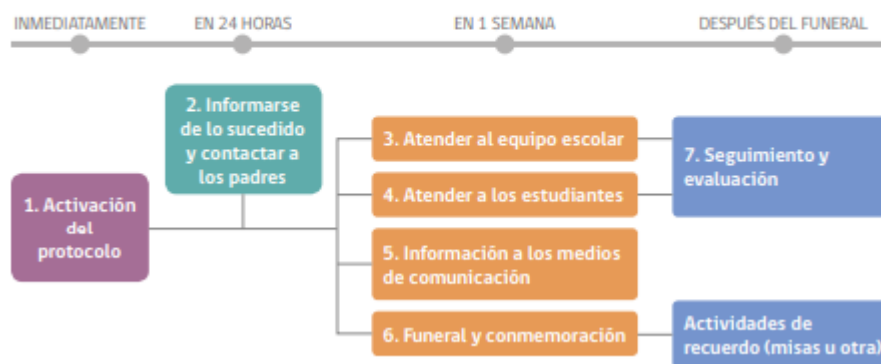 INMEDIATAMENTE
EN 24 HORAS
EN 1 SEMANA
DESPUÉS DEL FUNERAL
1. Activación
del
protocolo
2. Informarse
de lo sucedido
y contactar a
los padres
3. Atender al equipo escolar
4. Atender a los estudiantes
5. Información a los medios
de comunicación
6. Funeral y conmemoración
7. Seguimiento y
evaluación
Actividades de
recuerdo (misas u otra)